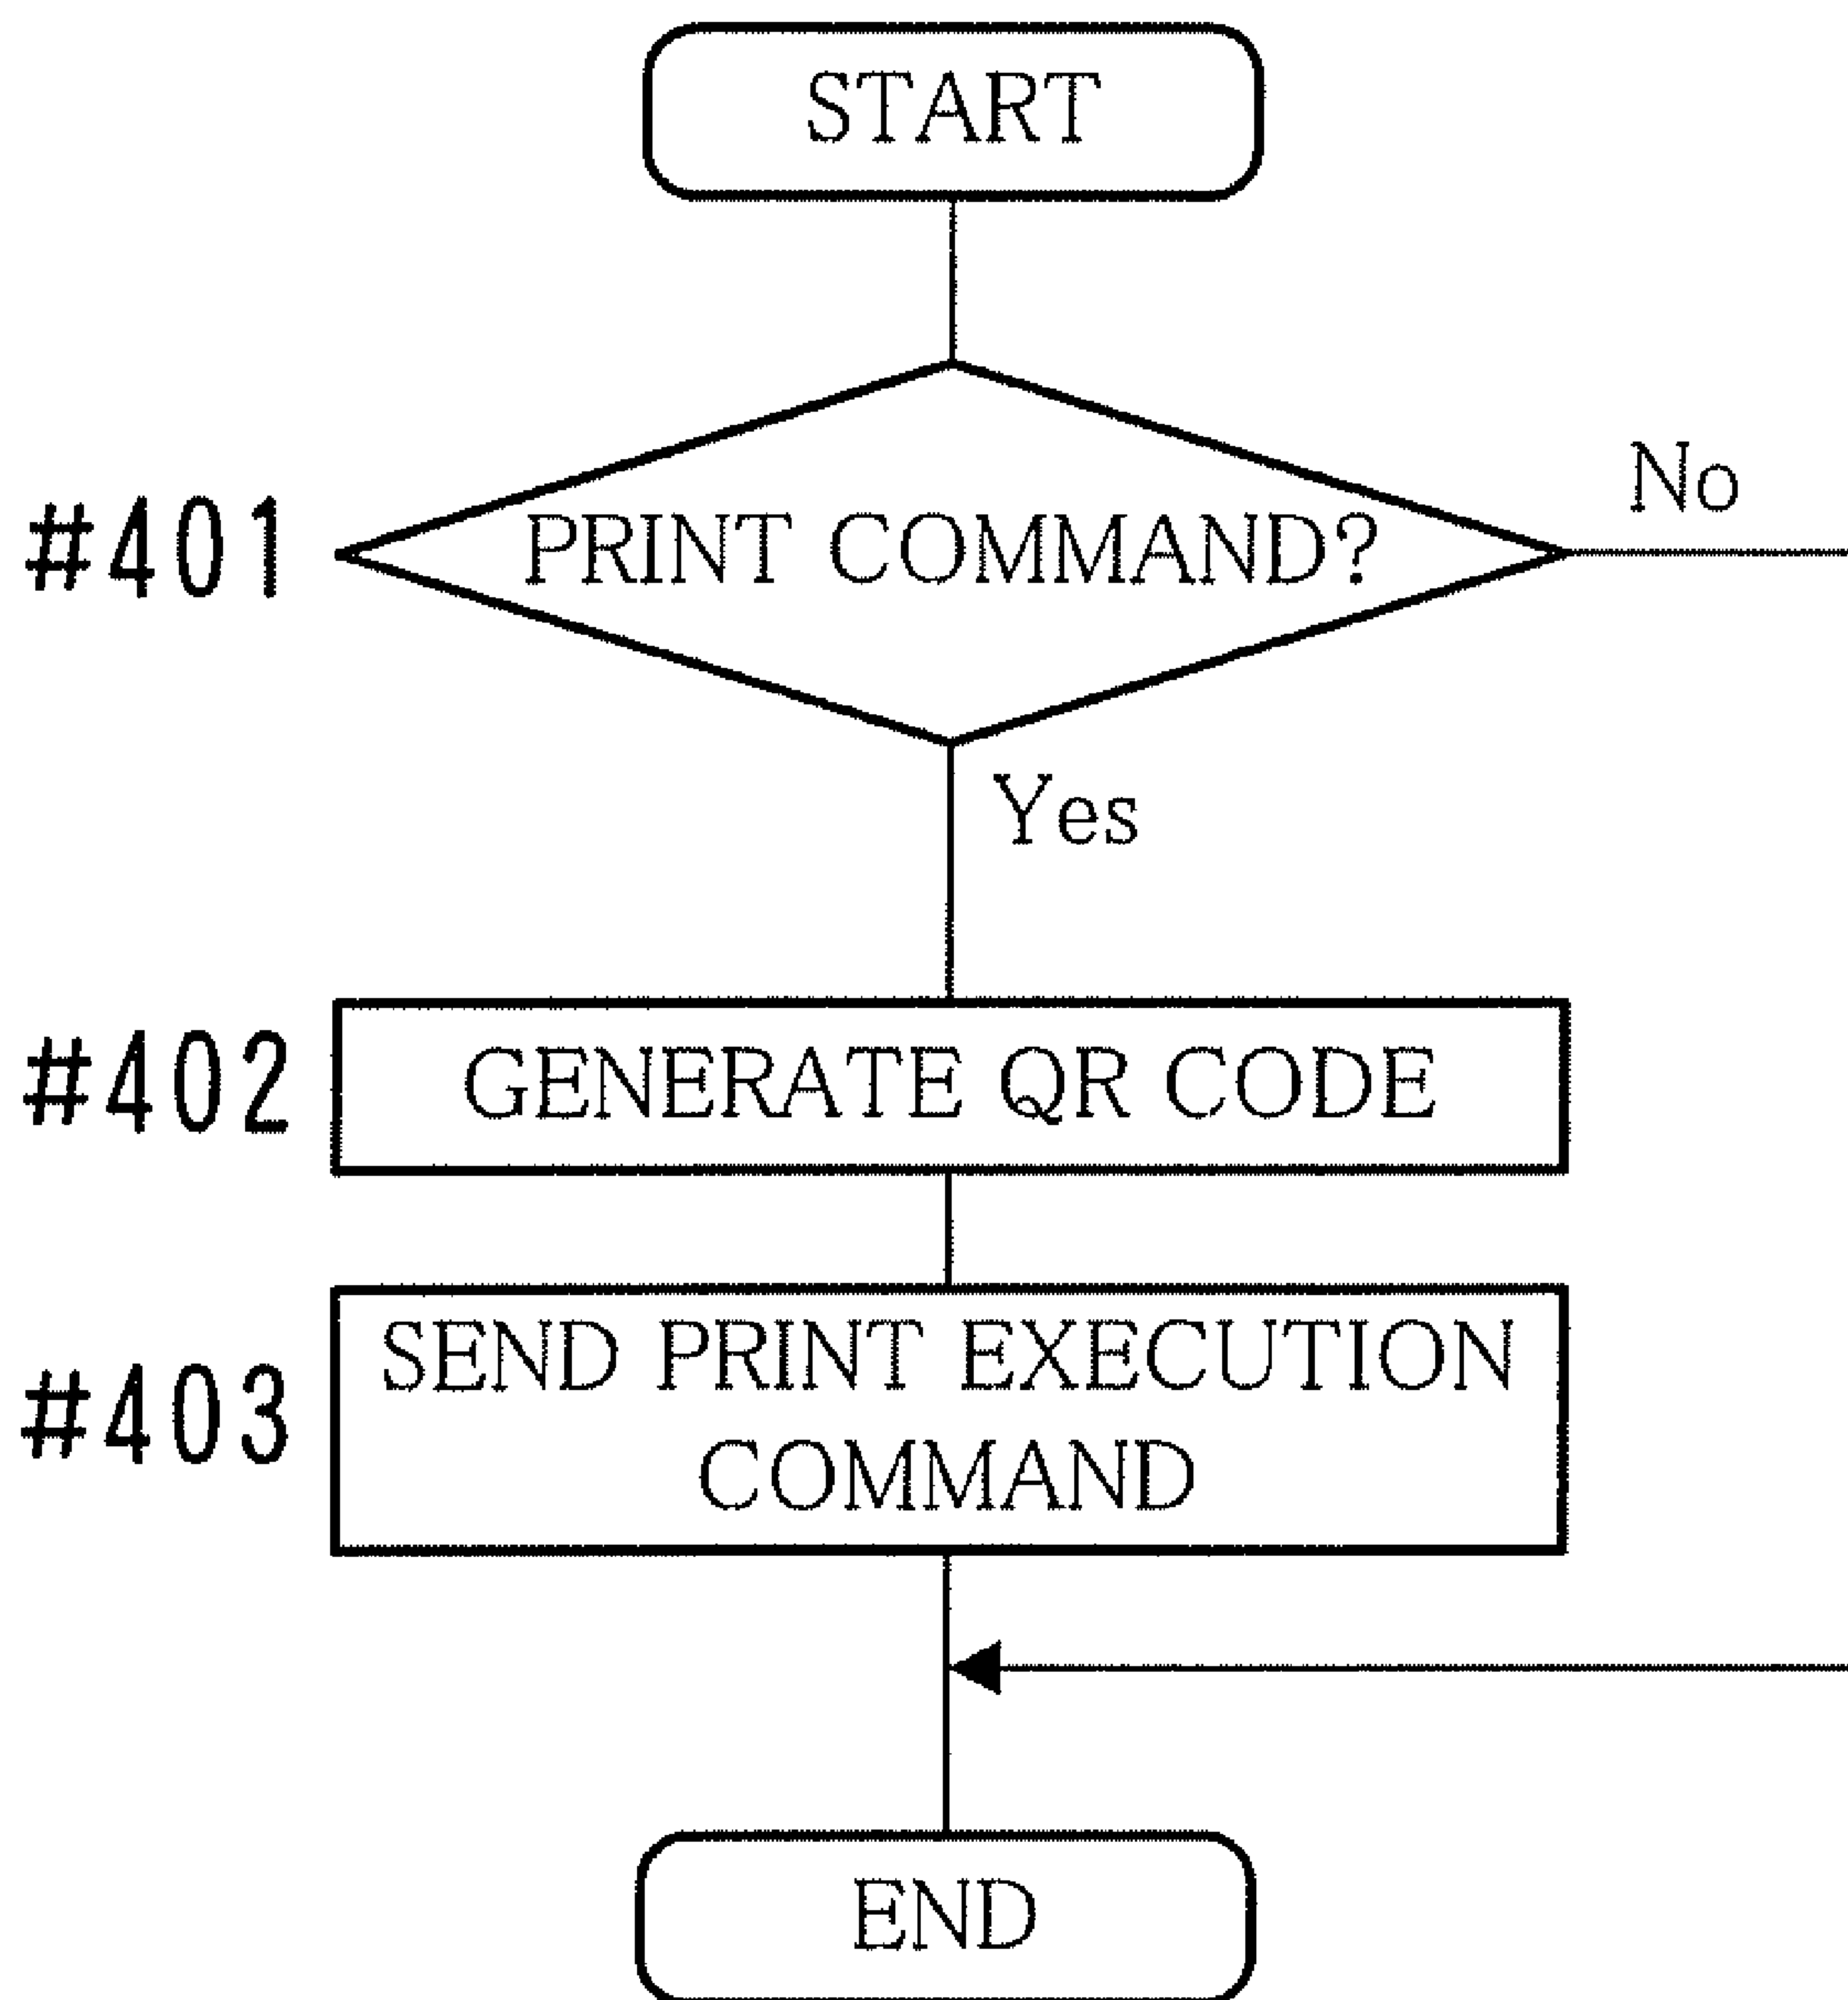 START
#401
PRINT COMMAND?
No
Yes
#402
GENERATE QR CODE
#403
SEND PRINT EXECUTION
COMMAND
END